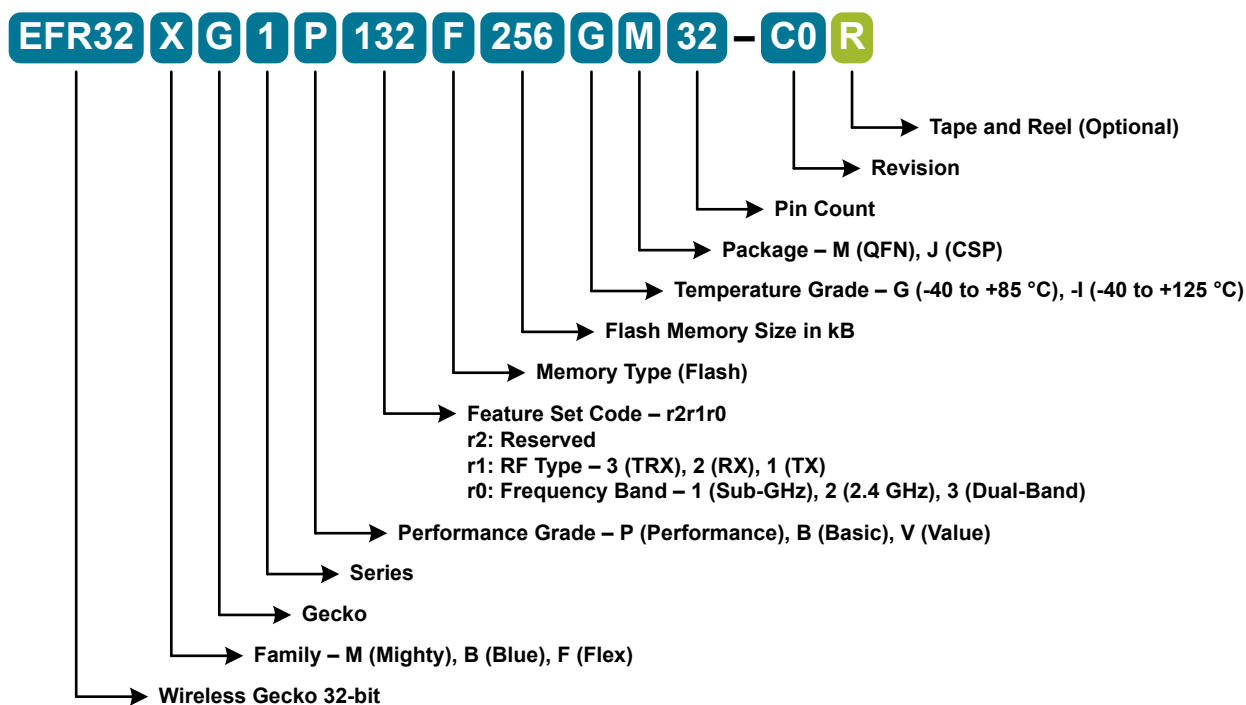 EFR32 X G 1 P 132 F 256 G M 32 – C0 R
Tape and Reel (Optional)
Revision
Pin Count
Package – M (QFN), J (CSP)
Temperature Grade – G (-40 to +85 °C), -I (-40 to +125 °C)
Flash Memory Size in kB
Memory Type (Flash)
Feature Set Code – r2r1r0
r2: Reserved
r1: RF Type – 3 (TRX), 2 (RX), 1 (TX)
r0: Frequency Band – 1 (Sub-GHz), 2 (2.4 GHz), 3 (Dual-Band)
Performance Grade – P (Performance), B (Basic), V (Value)
Series
Gecko
Family – M (Mighty), B (Blue), F (Flex)
Wireless Gecko 32-bit